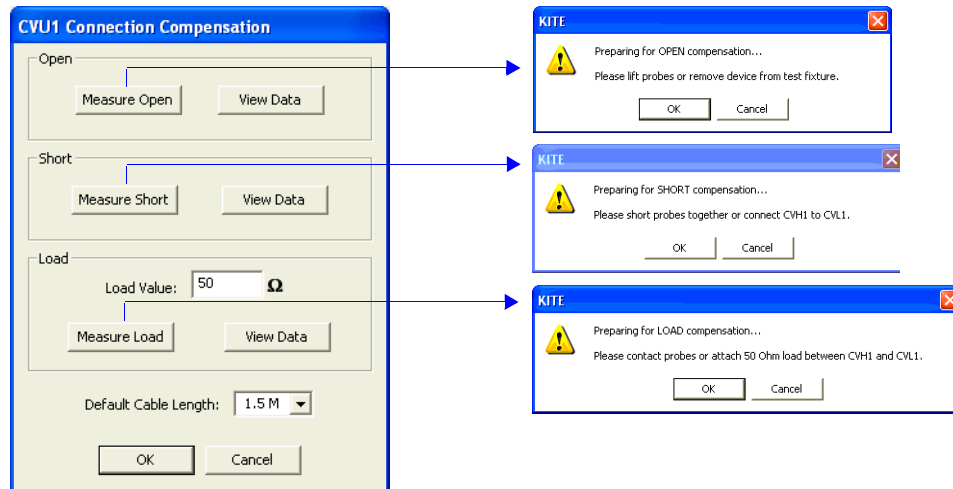 CVU1 Connection Compensation
Open
Measure Open
View Data
Short
Measure Short
View Data
Load
Load Value:
50
Ω
Measure Load
View Data
Default Cable Length:
1.5 M
OK
Cancel
KITE
Preparing for OPEN compensation...
Please lift probes or remove device from test fixture.
OK
Cancel
KITE
Preparing for SHORT compensation...
Please short probes together or connect CVH1 to CVL1.
OK
Cancel
KITE
Preparing for LOAD compensation...
Please contact probes or attach 50 Ohm load between CVH1 and CVL1.
OK
Cancel